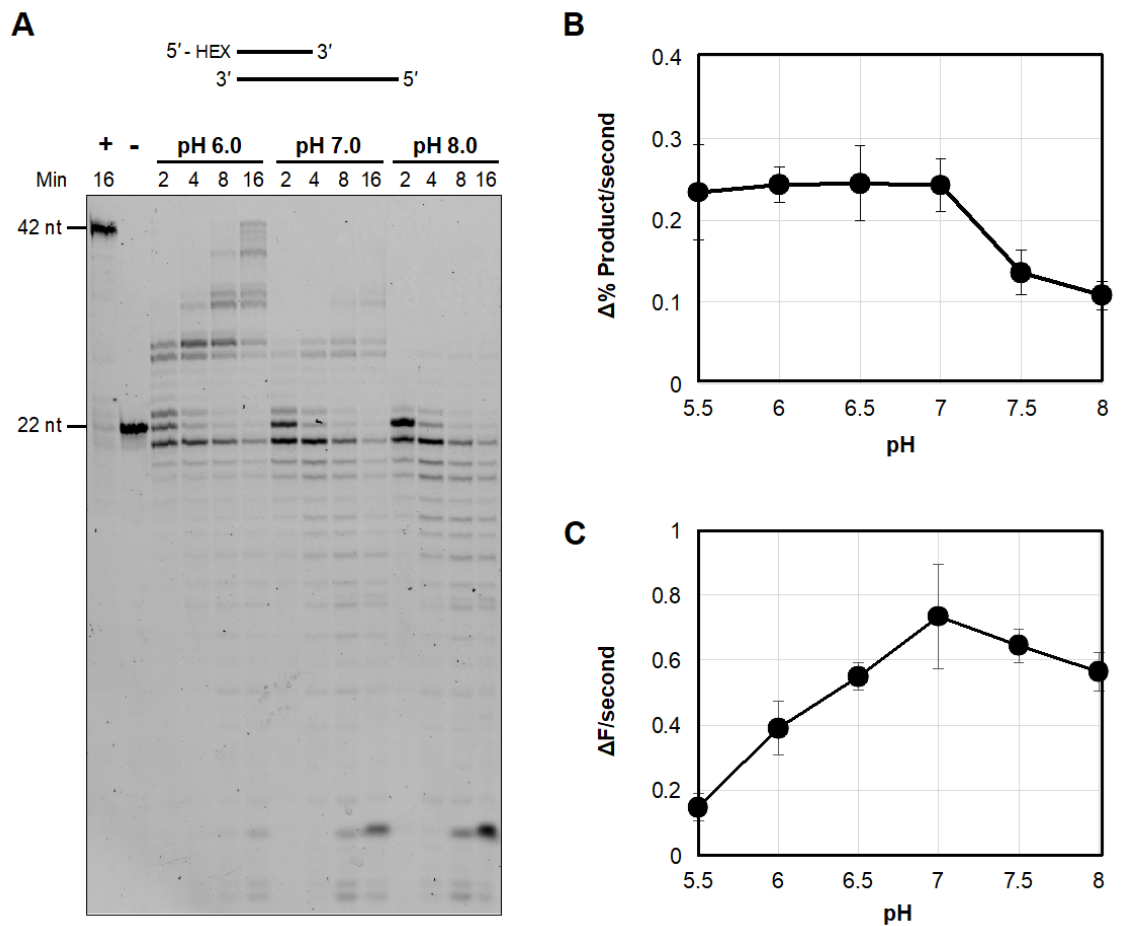 A
5′ - HEX 3′
3′ 5′
+ - pH 6.0 pH 7.0 pH 8.0
Min 16 2 4 8 16 2 4 8 16 2 4 8 16
42 nt
22 nt
B
Δ% Product/second
0.4
0.3
0.2
0.1
0
5.5 6 6.5 7 7.5 8
pH
C
ΔF/second
1
0.8
0.6
0.4
0.2
0
5.5 6 6.5 7 7.5 8
pH